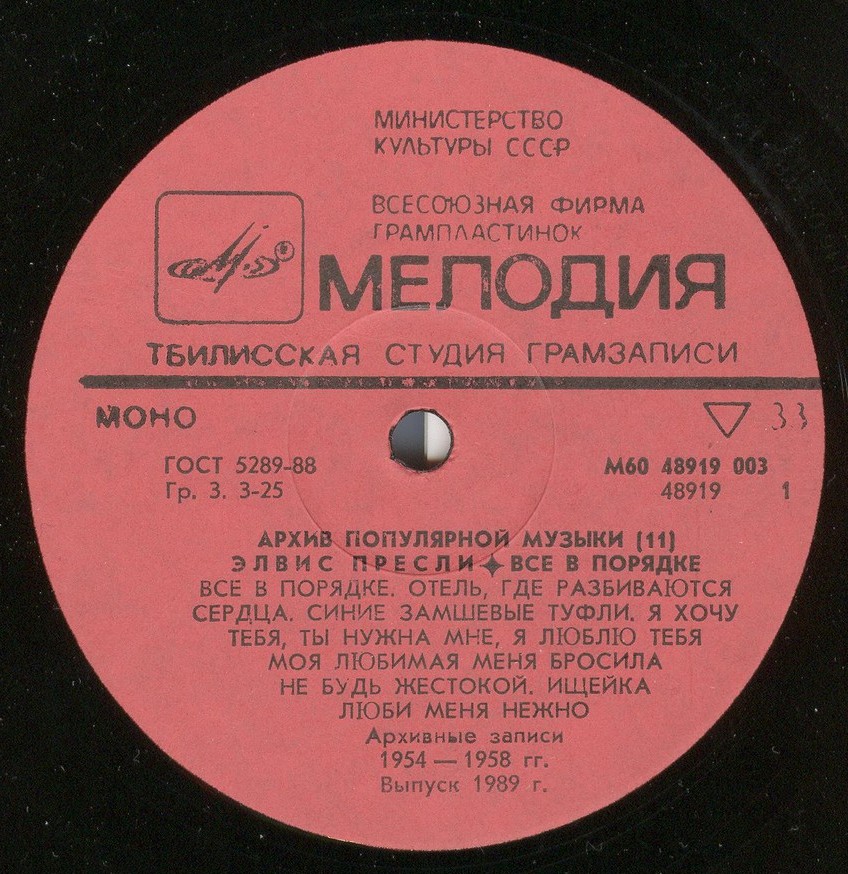 МИНИСТЕРСТВО
КУЛЬТУРЫ СССР
ВСЕСОЮЗНАЯ ФИРМА
ГРАМПЛАСТИНОК
МЕЛОДИЯ
ТБИЛИССКАЯ СТУДИЯ ГРАМЗАПИСИ
МОНО
33
ГОСТ 5289-88
М60 48919 003
Гр. 3. 3-25
48919 1
АРХИВ ПОПУЛЯРНОЙ МУЗЫКИ (11)
ЭЛВИС ПРЕСЛИ ✦ ВСЕ В ПОРЯДКЕ
ВСЕ В ПОРЯДКЕ. ОТЕЛЬ, ГДЕ РАЗБИВАЮТСЯ
СЕРДЦА. СИНИЕ ЗАМШЕВЫЕ ТУФЛИ. Я ХОЧУ
ТЕБЯ, ТЫ НУЖНА МНЕ, Я ЛЮБЛЮ ТЕБЯ
МОЯ ЛЮБИМАЯ МЕНЯ БРОСИЛА
НЕ БУДЬ ЖЕСТОКОЙ. ИЩЕЙКА
ЛЮБИ МЕНЯ НЕЖНО
Архивные записи
1954 — 1958 гг.
Выпуск 1989 г.